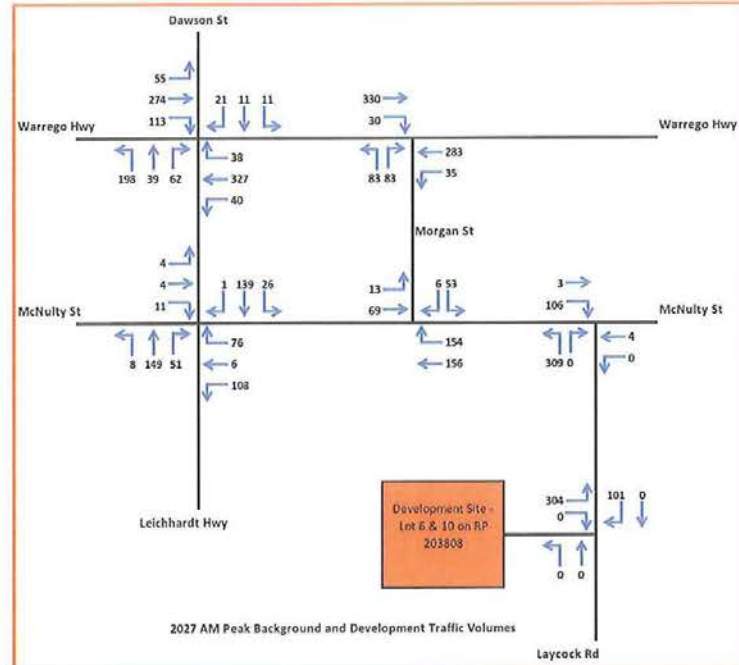 Dawson St
55
274 21 11 11 330
113 30
Warrego Hwy Warrego Hwy
38 283
198 39 62 327 83 83 35
40
Morgan St
4
4 1 139 26 13 6 53 3
11 69 106
McNulty St McNulty St
76 154 4
8 149 51 6 156 309 0 0
108
304 101 0
Development Site -
Lot 6 & 10 on RP
203808
0
Leichhardt Hwy
0 0
2027 AM Peak Background and Development Traffic Volumes
Laycock Rd